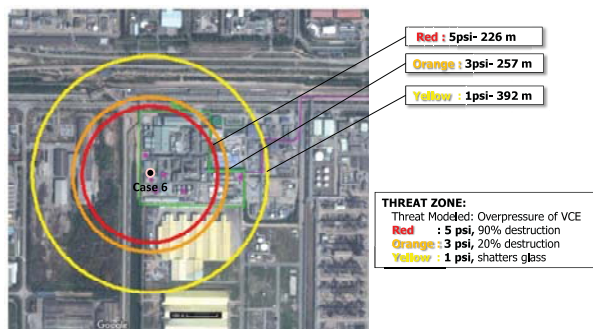 Red : 5psi- 226 m
Orange : 3psi- 257 m
Yellow : 1psi- 392 m
Case 6
THREAT ZONE:
Threat Modeled: Overpressure of VCE
Red : 5 psi, 90% destruction
Orange : 3 psi, 20% destruction
Yellow : 1 psi, shatters glass
Google